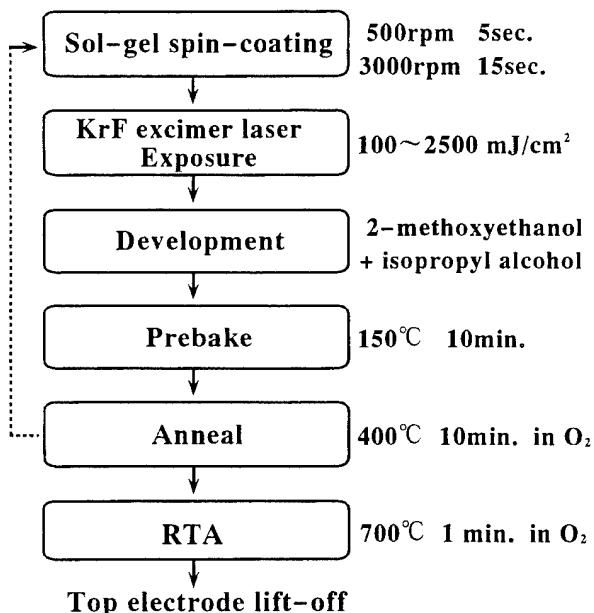 Sol-gel spin-coating
500rpm 5sec.
3000rpm 15sec.
KrF excimer laser
Exposure
100~2500 mJ/cm²
Development
2-methoxyethanol
+ isopropyl alcohol
Prebake
150℃ 10min.
Anneal
400℃ 10min. in O₂
RTA
700℃ 1 min. in O₂
Top electrode lift-off